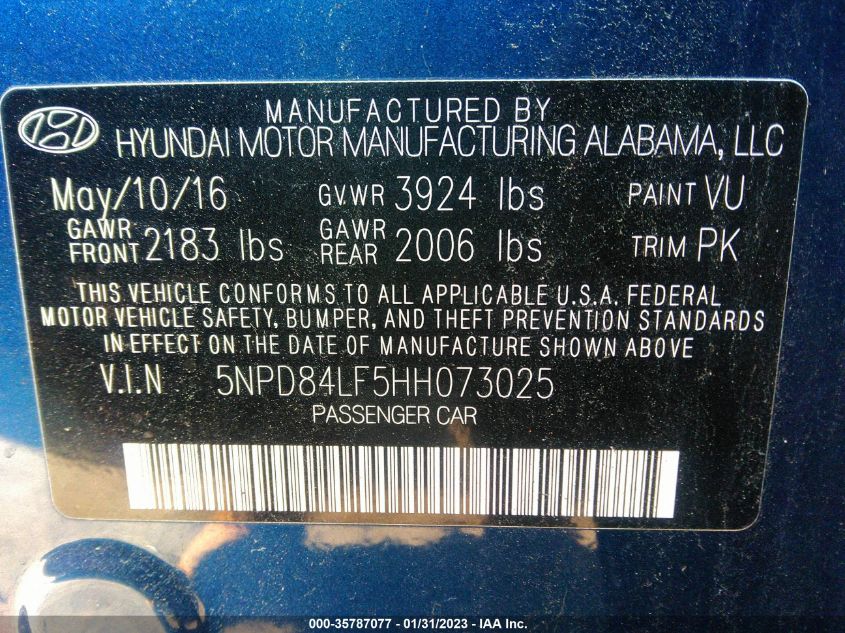 MANUFACTURED BY
HYUNDAI MOTOR MANUFACTURING ALABAMA, LLC
May/10/16 GVWR 3924 lbs PAINT VU
GAWR FRONT 2183 lbs GAWR REAR 2006 lbs TRIM PK
THIS VEHICLE CONFORMS TO ALL APPLICABLE U.S.A. FEDERAL
MOTOR VEHICLE SAFETY, BUMPER, AND THEFT PREVENTION STANDARDS
IN EFFECT ON THE DATE OF MANUFACTURE SHOWN ABOVE
V.I.N 5NPD84LF5HH073025
PASSENGER CAR
000-35787077 - 01/31/2023 - IAA Inc.